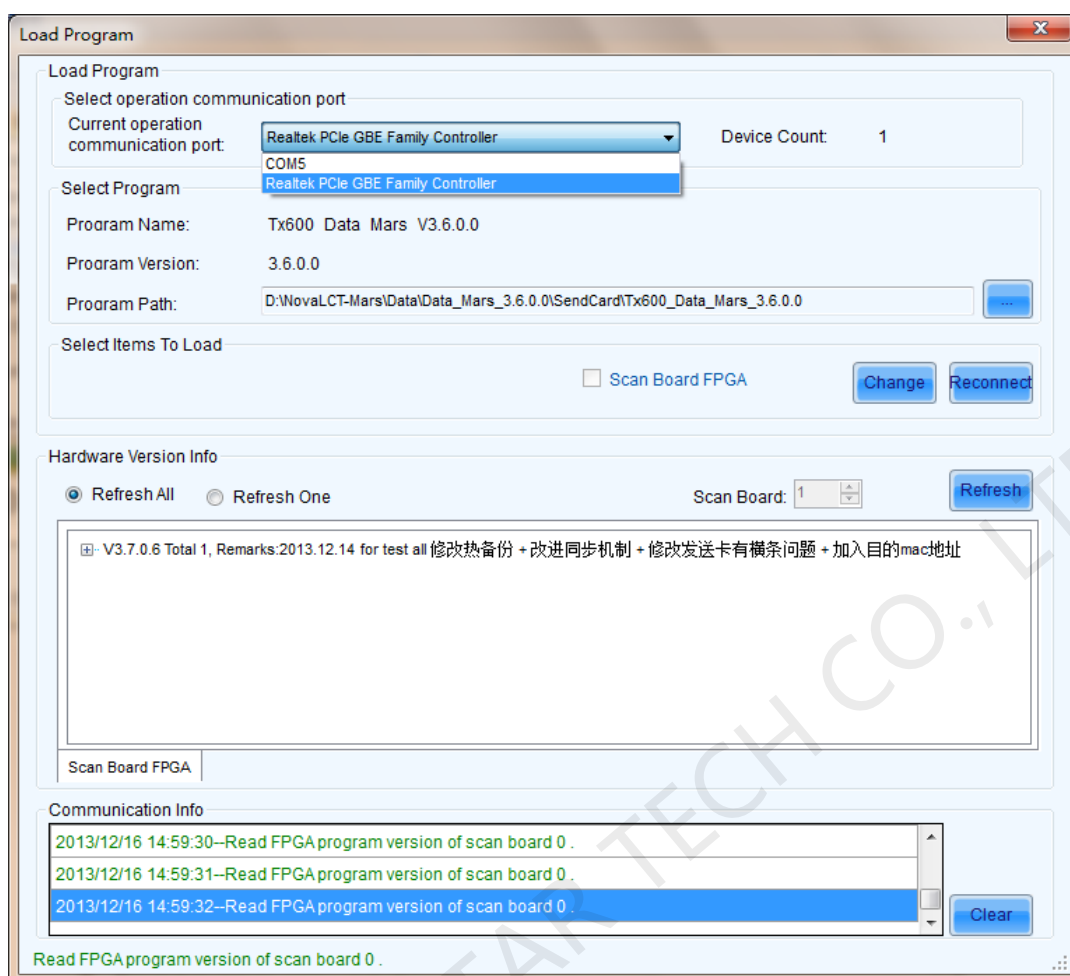 Load Program
Load Program
Select operation communication port
Current operation
communication port:
Realtek PCIe GBE Family Controller
Device Count: 1
COM5
Realtek PCIe GBE Family Controller
Select Program
Program Name: Tx600 Data Mars V3.6.0.0
Program Version: 3.6.0.0
Program Path: D:\NovaLCT-Mars\Data\Data_Mars_3.6.0.0\SendCard\Tx600_Data_Mars_3.6.0.0 ...
Select Items To Load
Scan Board FPGA Change Reconnect
Hardware Version Info
Refresh All Refresh One Scan Board: 1 Refresh
V3.7.0.6 Total 1, Remarks:2013.12.14 for test all修改热备份 + 改进同步机制 + 修改发送卡有横条问题 + 加入目的mac地址
Scan Board FPGA
Communication Info
2013/12/16 14:59:30--Read FPGA program version of scan board 0 .
2013/12/16 14:59:31--Read FPGA program version of scan board 0 .
2013/12/16 14:59:32--Read FPGA program version of scan board 0 .
Clear
Read FPGA program version of scan board 0 .
TAR TECH CO., LT